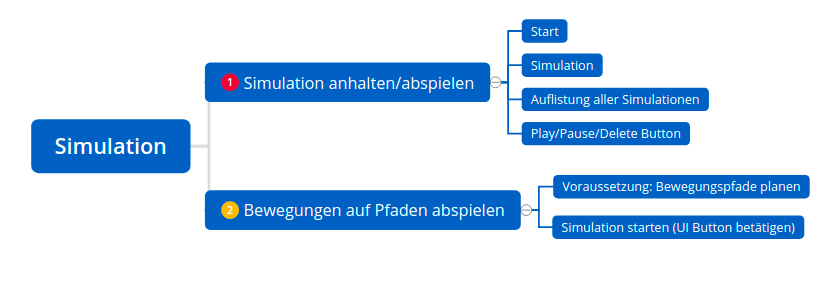 Simulation
1 Simulation anhalten/abspielen
Start
Simulation
Auflistung aller Simulationen
Play/Pause/Delete Button
2 Bewegungen auf Pfaden abspielen
Voraussetzung: Bewegungspfade planen
Simulation starten (UI Button betätigen)